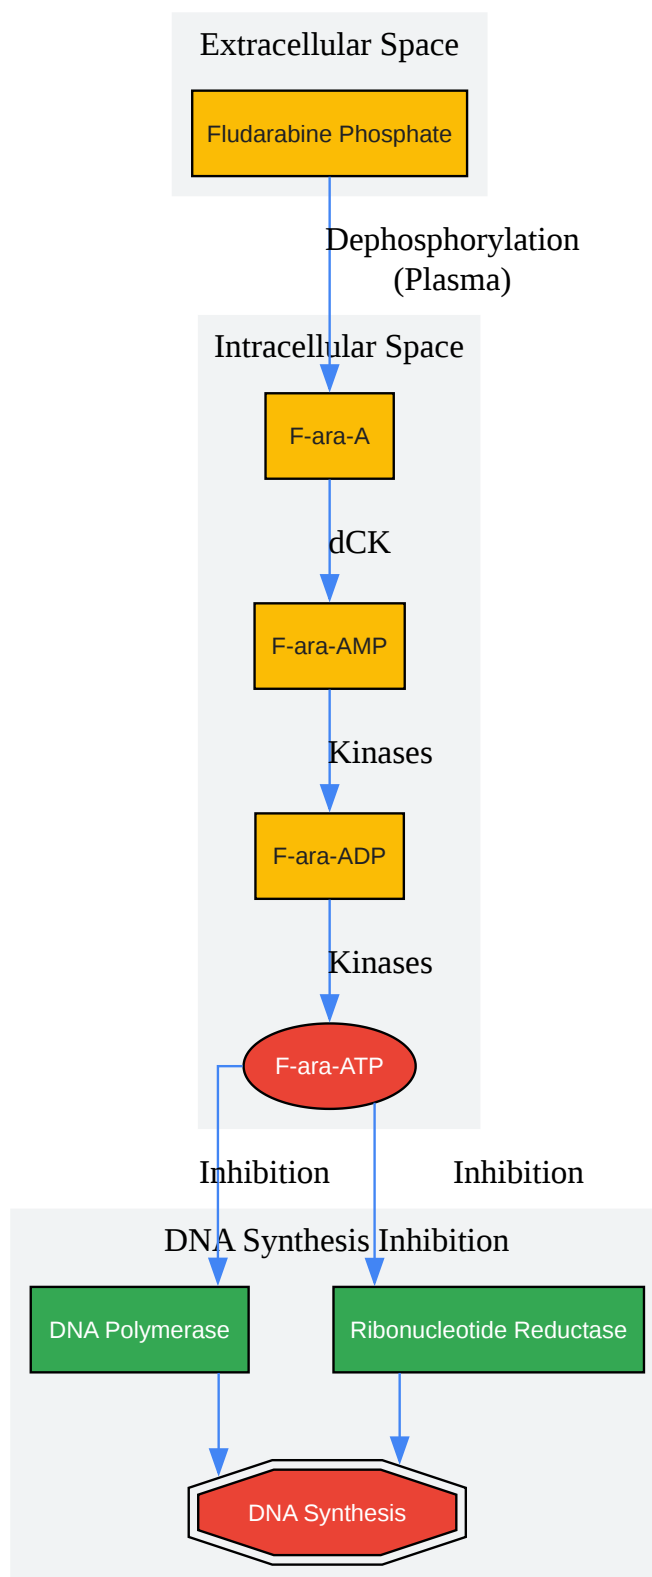 Extracellular Space
Fludarabine Phosphate
Dephosphorylation
(Plasma)
Intracellular Space
F-ara-A
dCK
F-ara-AMP
Kinases
F-ara-ADP
Kinases
F-ara-ATP
Inhibition
Inhibition
DNA Synthesis Inhibition
DNA Polymerase
Ribonucleotide Reductase
DNA Synthesis